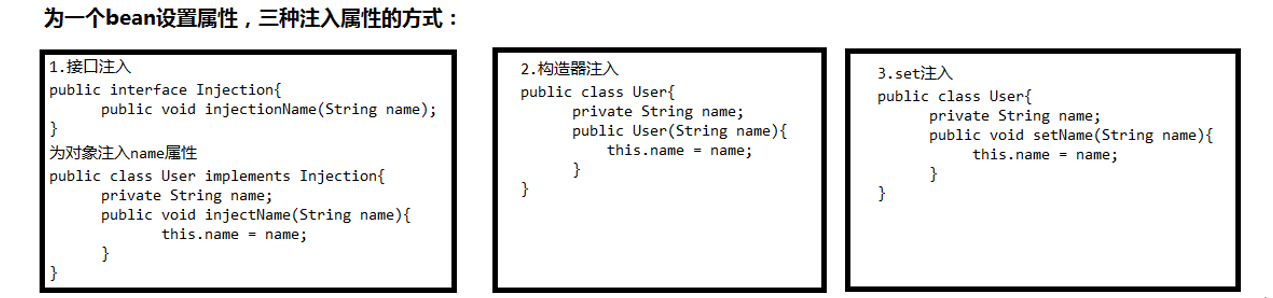 为一个bean设置属性，三种注入属性的方式：
1.接口注入
public interface Injection{
public void injectionName(String name);
}
为对象注入name属性
public class User implements Injection{
private String name;
public void injectName(String name){
this.name = name;
}
}
2.构造器注入
public class User{
private String name;
public User(String name){
this.name = name;
}
}
3.set注入
public class User{
private String name;
public void setName(String name){
this.name = name;
}
}